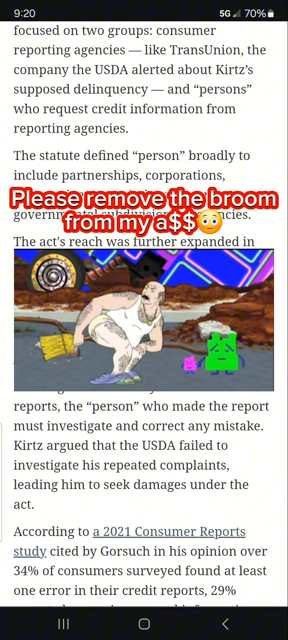 9:20
5G 70%
focused on two groups: consumer
reporting agencies — like TransUnion, the
company the USDA alerted about Kirtz’s
supposed delinquency — and “persons”
who request credit information from
reporting agencies.
The statute defined “person” broadly to
include partnerships, corporations,
Please remove the broom
from my a$$😳
The act's reach was further expanded in
reports, the “person” who made the report
must investigate and correct any mistake.
Kirtz argued that the USDA failed to
investigate his repeated complaints,
leading him to seek damages under the
act.
According to a 2021 Consumer Reports
study cited by Gorsuch in his opinion over
34% of consumers surveyed found at least
one error in their credit reports, 29%